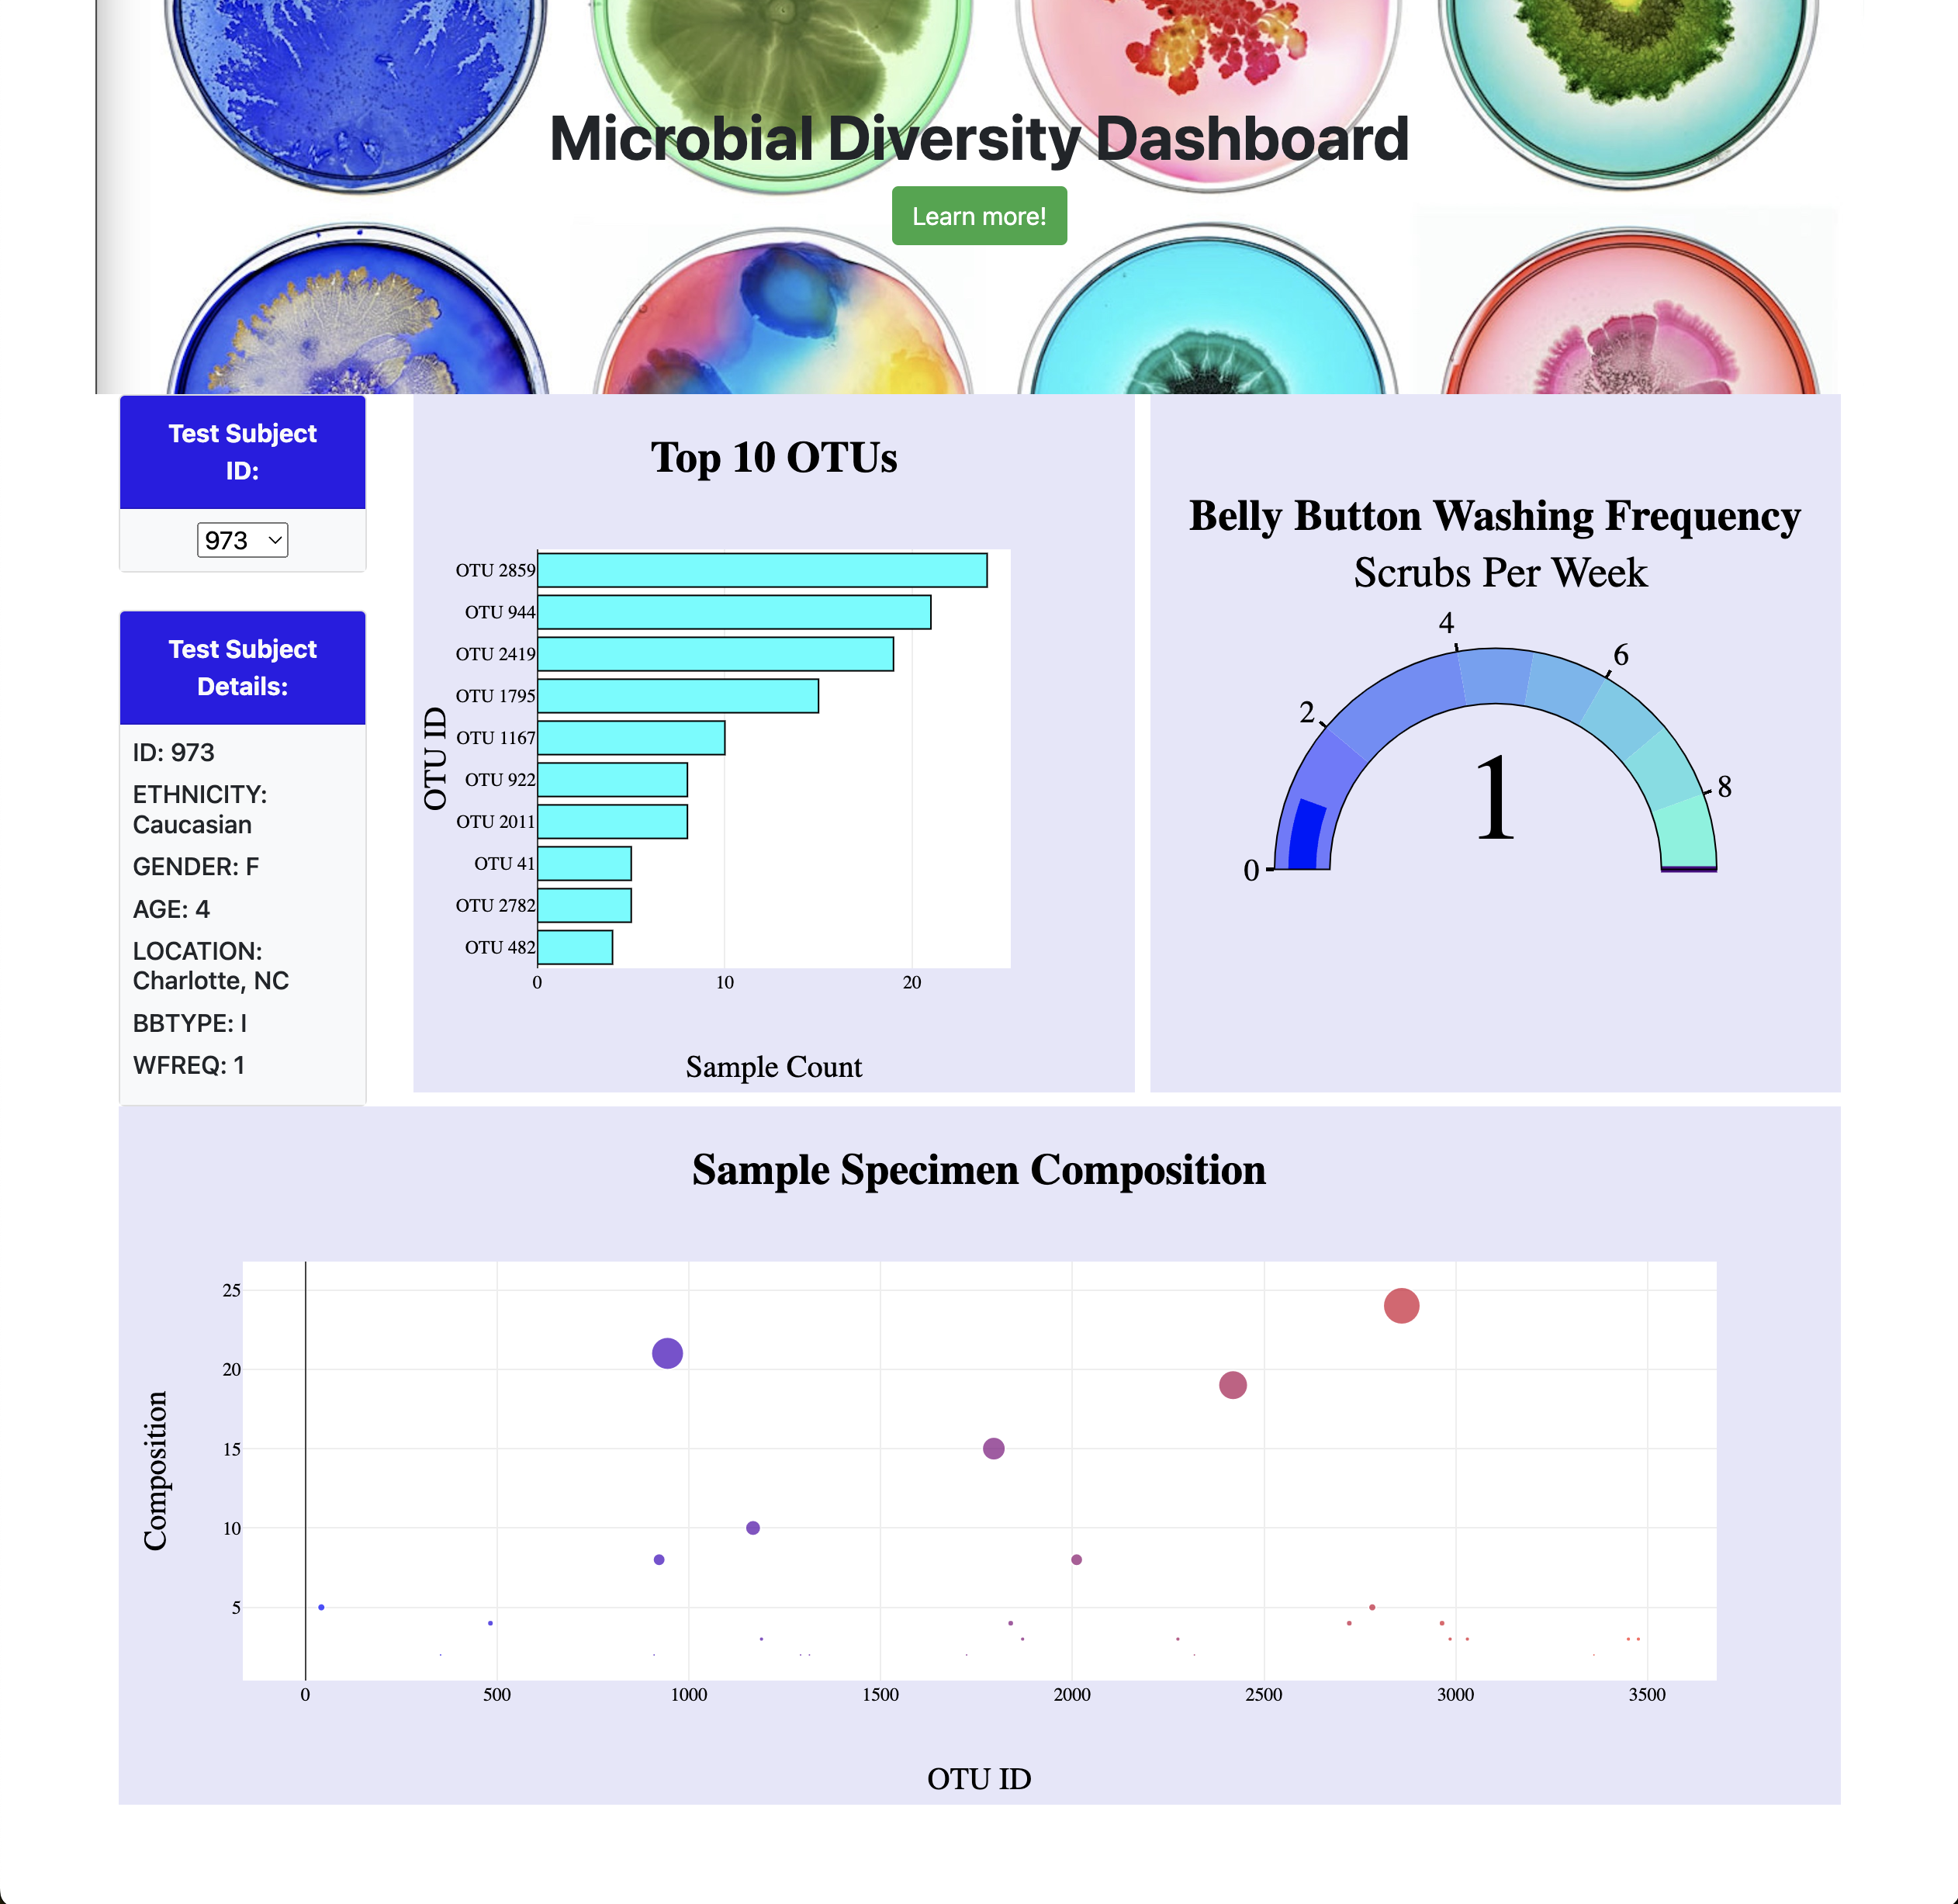 Microbial Diversity Dashboard
Learn more!
Test Subject
ID:
973
Test Subject
Details:
ID: 973
ETHNICITY:
Caucasian
GENDER: F
AGE: 4
LOCATION:
Charlotte, NC
BBTYPE: I
WFREQ: 1
Top 10 OTUs
OTU ID
OTU 2859
OTU 944
OTU 2419
OTU 1795
OTU 1167
OTU 922
OTU 2011
OTU 41
OTU 2782
OTU 482
0 10 20
Sample Count
Belly Button Washing Frequency
Scrubs Per Week
0
2
4
6
8
1
Sample Specimen Composition
Composition
25
20
15
10
5
0 500 1000 1500 2000 2500 3000 3500
OTU ID